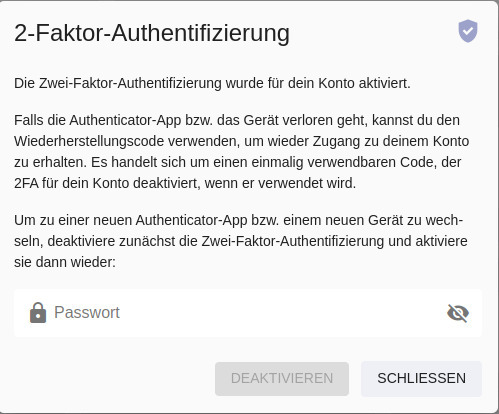 2-Faktor-Authentifizierung
Die Zwei-Faktor-Authentifizierung wurde für dein Konto aktiviert.
Falls die Authenticator-App bzw. das Gerät verloren geht, kannst du den
Wiederherstellungscode verwenden, um wieder Zugang zu deinem Konto
zu erhalten. Es handelt sich um einen einmalig verwendbaren Code, der
2FA für dein Konto deaktiviert, wenn er verwendet wird.
Um zu einer neuen Authenticator-App bzw. einem neuen Gerät zu wech-
seln, deaktiviere zunächst die Zwei-Faktor-Authentifizierung und aktiviere
sie dann wieder:
Passwort
DEAKTIVIEREN SCHLIESSEN